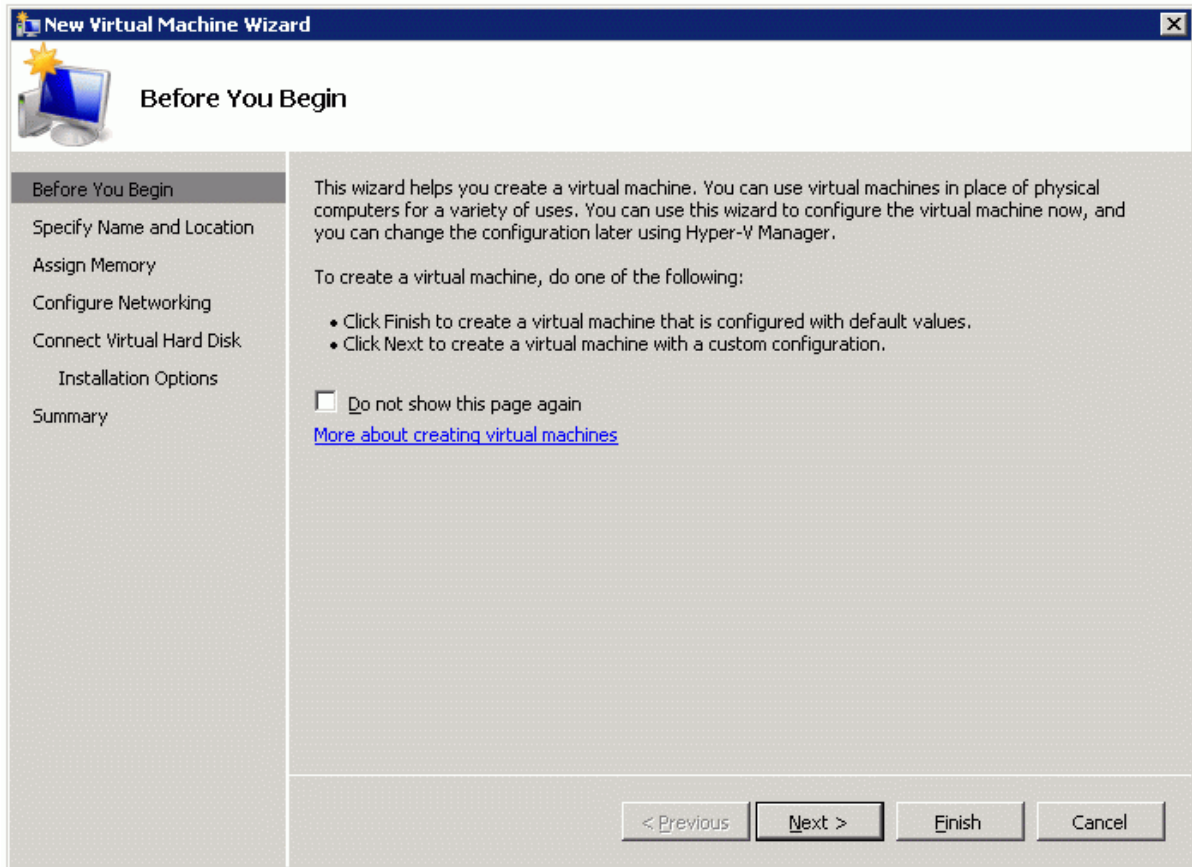 New Virtual Machine Wizard
Before You Begin
Before You Begin
Specify Name and Location
Assign Memory
Configure Networking
Connect Virtual Hard Disk
Installation Options
Summary
This wizard helps you create a virtual machine. You can use virtual machines in place of physical
computers for a variety of uses. You can use this wizard to configure the virtual machine now, and
you can change the configuration later using Hyper-V Manager.
To create a virtual machine, do one of the following:
• Click Finish to create a virtual machine that is configured with default values.
• Click Next to create a virtual machine with a custom configuration.
Do not show this page again
More about creating virtual machines
< Previous
Next >
Finish
Cancel